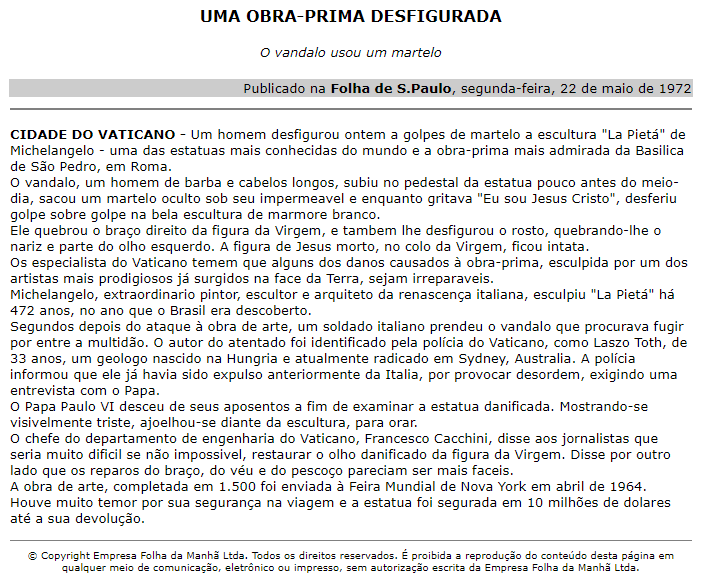 UMA OBRA-PRIMA DESFIGURADA
O vandalo usou um martelo
Publicado na Folha de S.Paulo, segunda-feira, 22 de maio de 1972
CIDADE DO VATICANO - Um homem desfigurou ontem a golpes de martelo a escultura "La Pietá" de
Michelangelo - uma das estatuas mais conhecidas do mundo e a obra-prima mais admirada da Basilica
de São Pedro, em Roma.
O vandalo, um homem de barba e cabelos longos, subiu no pedestal da estatua pouco antes do meio-
dia, sacou um martelo oculto sob seu impermeavel e enquanto gritava "Eu sou Jesus Cristo", desferiu
golpe sobre golpe na bela escultura de marmore branco.
Ele quebrou o braço direito da figura da Virgem, e tambem lhe desfigurou o rosto, quebrando-lhe o
nariz e parte do olho esquerdo. A figura de Jesus morto, no colo da Virgem, ficou intata.
Os especialista do Vaticano temem que alguns dos danos causados à obra-prima, esculpida por um dos
artistas mais prodigiosos já surgidos na face da Terra, sejam irreparaveis.
Michelangelo, extraordinario pintor, escultor e arquiteto da renascença italiana, esculpiu "La Pietá" há
472 anos, no ano que o Brasil era descoberto.
Segundos depois do ataque à obra de arte, um soldado italiano prendeu o vandalo que procurava fugir
por entre a multidão. O autor do atentado foi identificado pela polícia do Vaticano, como Laszo Toth, de
33 anos, um geologo nascido na Hungria e atualmente radicado em Sydney, Australia. A polícia
informou que ele já havia sido expulso anteriormente da Italia, por provocar desordem, exigindo uma
entrevista com o Papa.
O Papa Paulo VI desceu de seus aposentos a fim de examinar a estatua danificada. Mostrando-se
visivelmente triste, ajoelhou-se diante da escultura, para orar.
O chefe do departamento de engenharia do Vaticano, Francesco Cacchini, disse aos jornalistas que
seria muito dificil se não impossivel, restaurar o olho danificado da figura da Virgem. Disse por outro
lado que os reparos do braço, do véu e do pescoço pareciam ser mais faceis.
A obra de arte, completada em 1.500 foi enviada à Feira Mundial de Nova York em abril de 1964.
Houve muito temor por sua segurança na viagem e a estatua foi segurada em 10 milhões de dolares
até a sua devolução.
© Copyright Empresa Folha da Manhã Ltda. Todos os direitos reservados. É proibida a reprodução do conteúdo desta página em
qualquer meio de comunicação, eletrônico ou impresso, sem autorização escrita da Empresa Folha da Manhã Ltda.